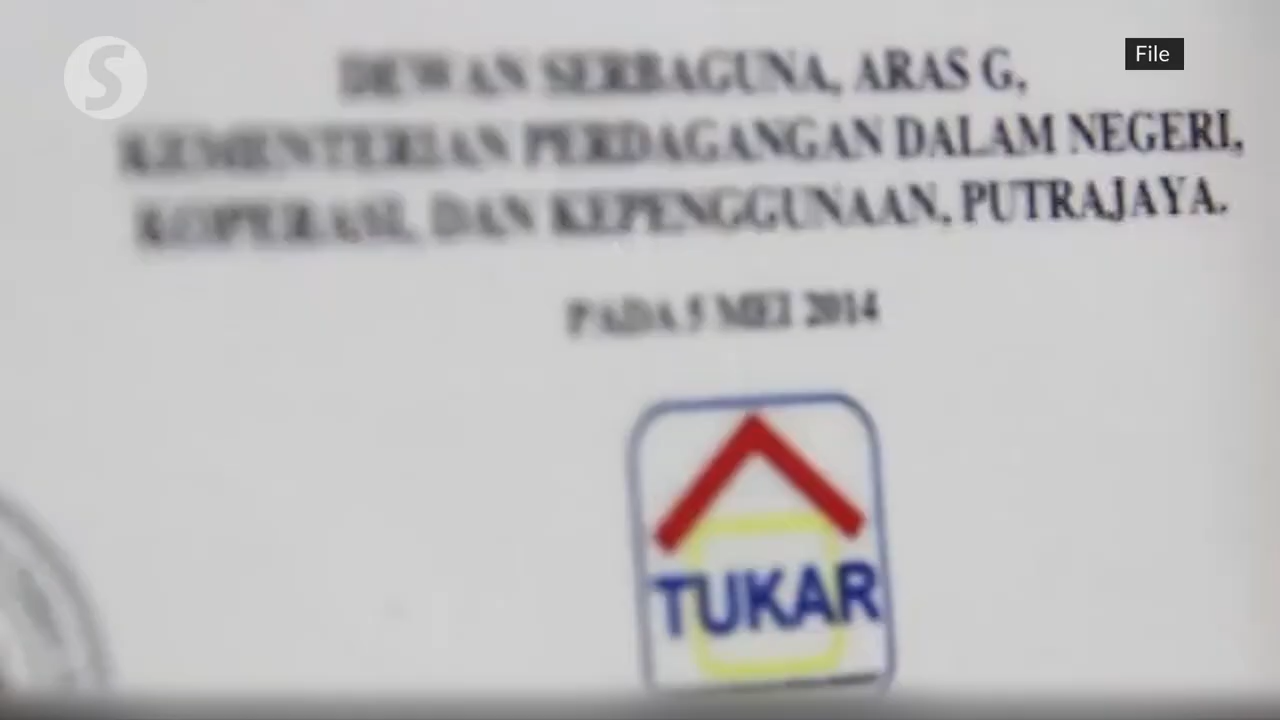 S
File
DEWAN SERBAGUNA, ARAS G,
KEMENTERIAN PERDAGANGAN DALAM NEGERI,
KOPERASI, DAN KEPENGGUNAAN, PUTRAJAYA.
PADA 5 MEI 2014
TUKAR